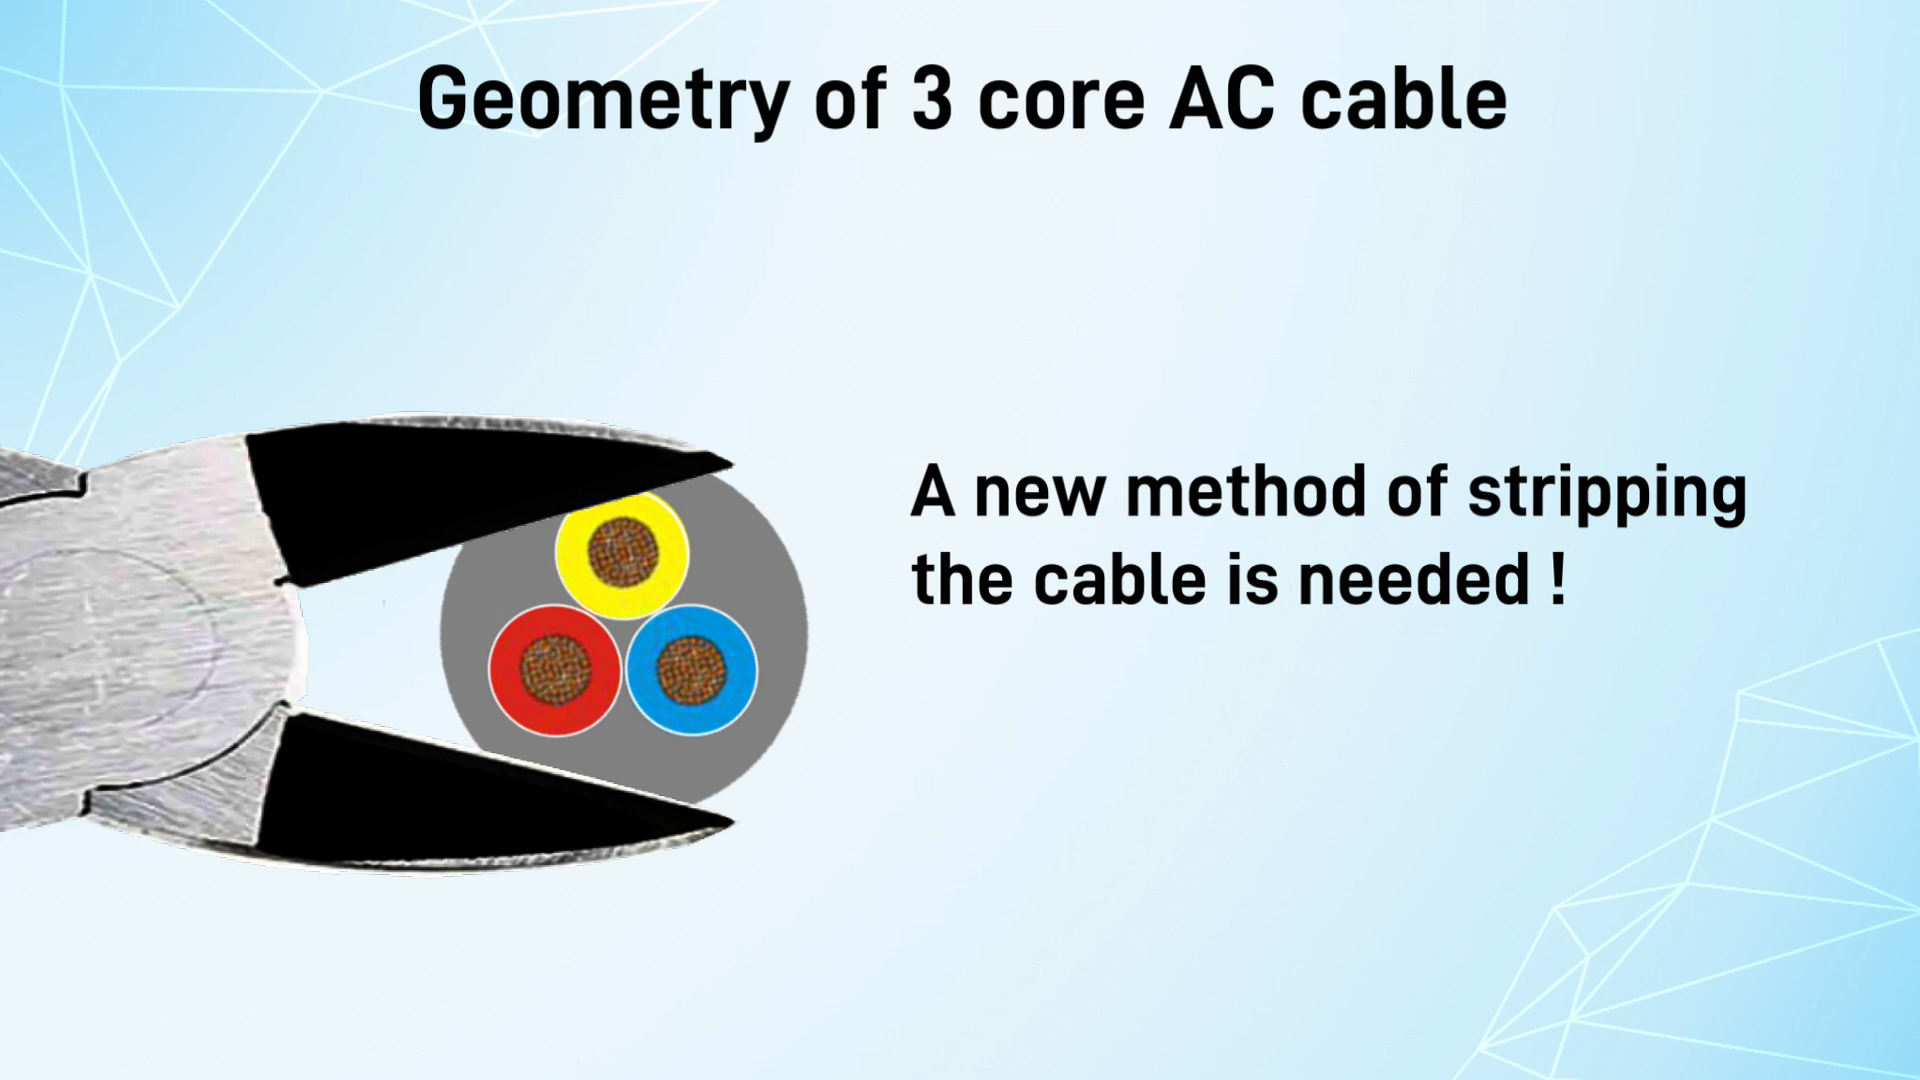 Geometry of 3 core AC cable
A new method of stripping
the cable is needed !